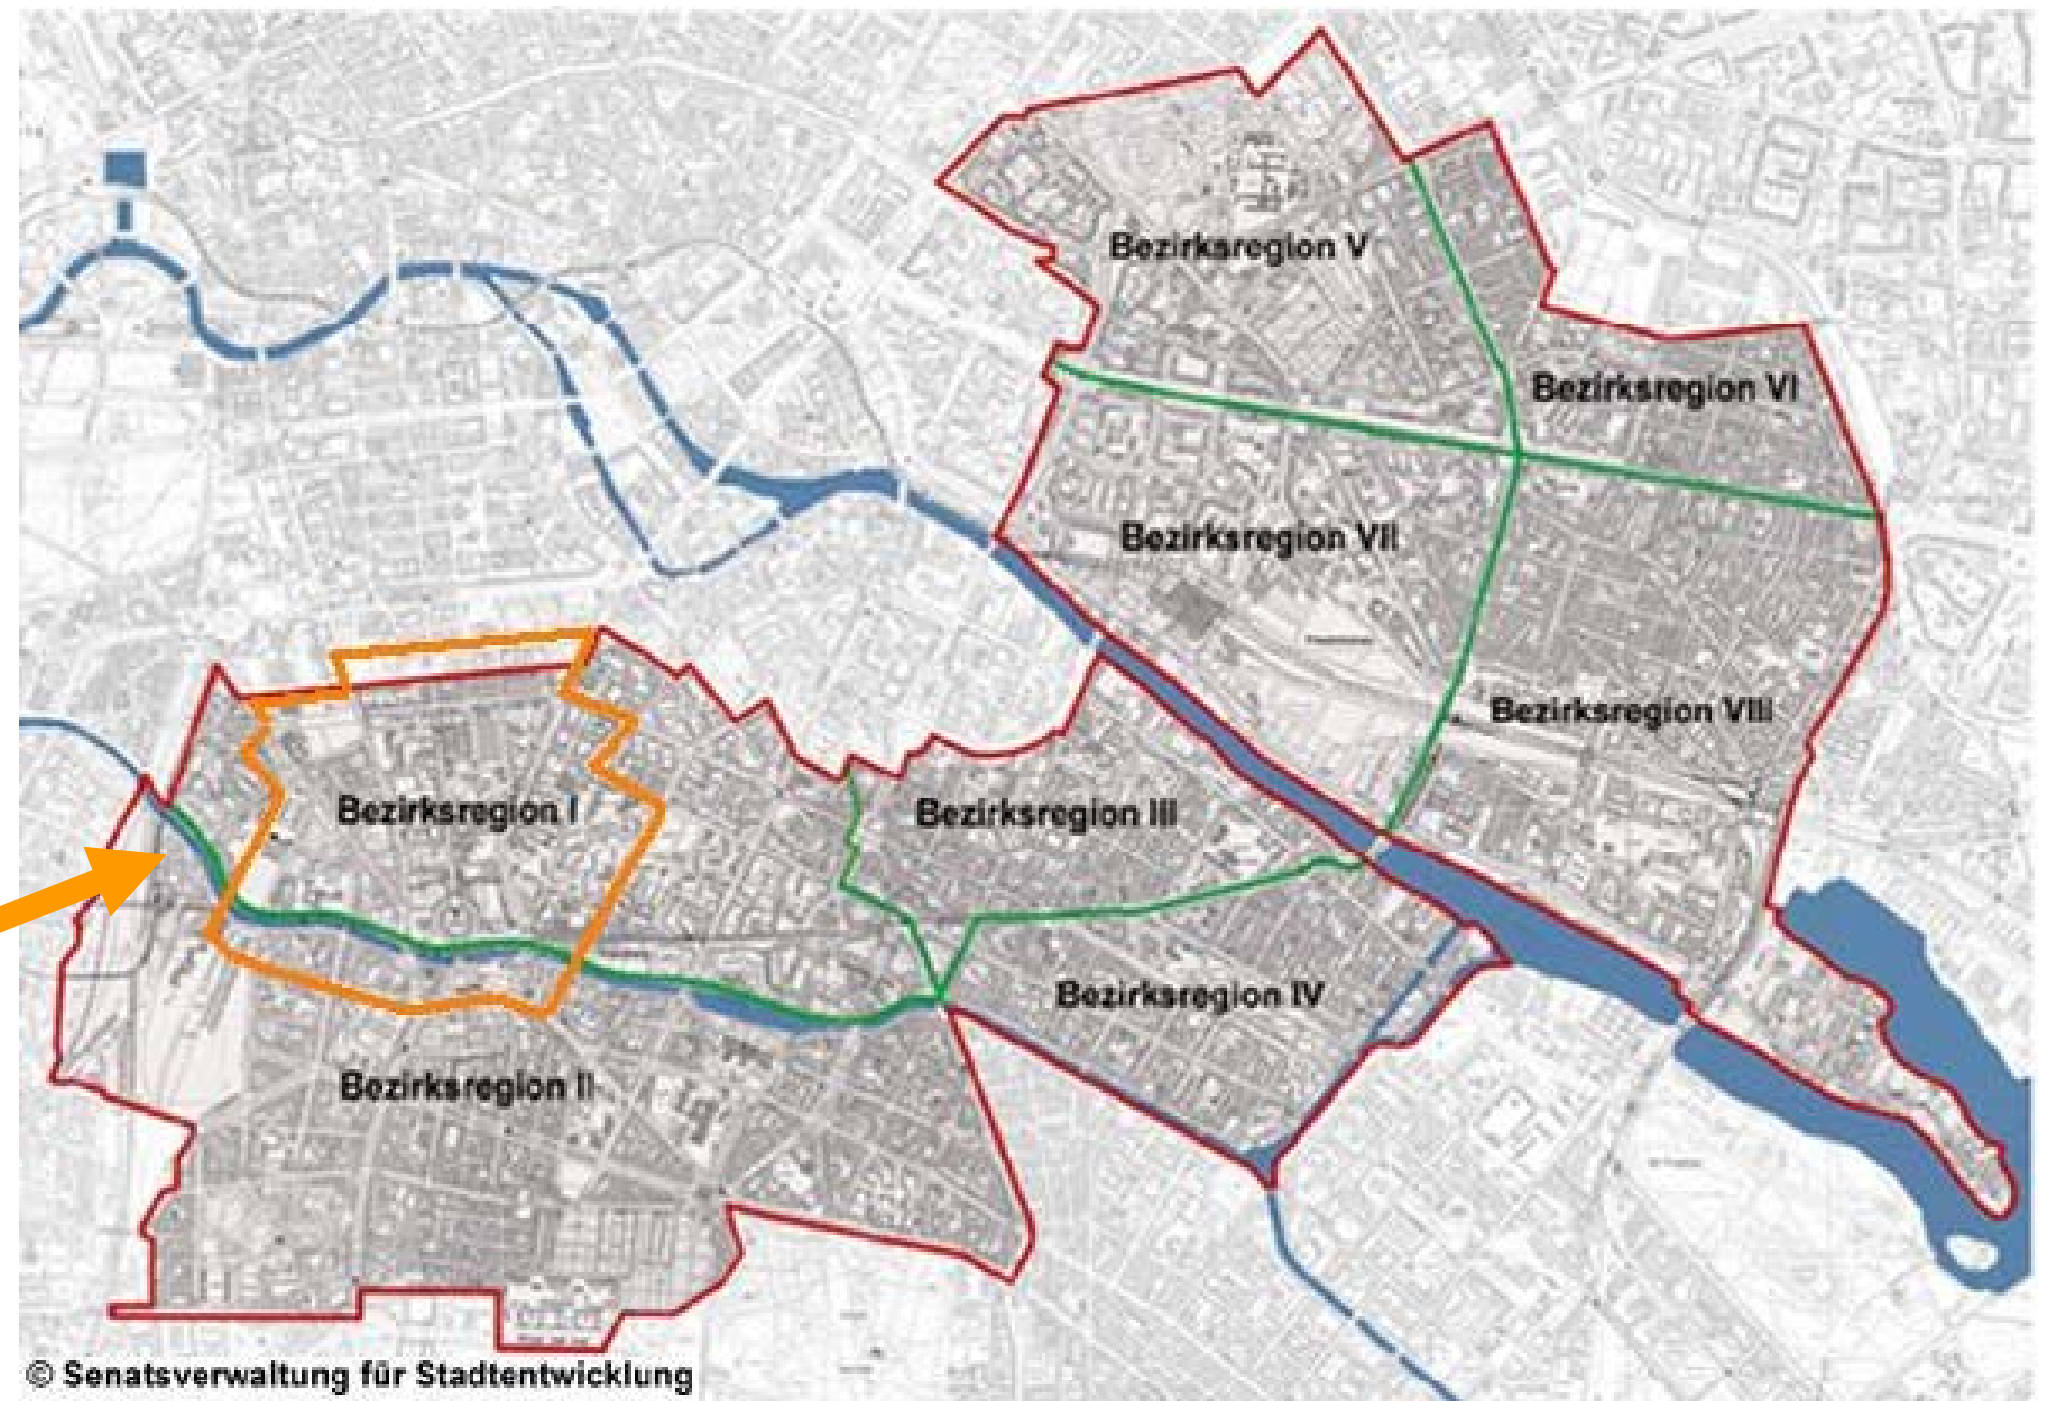 Bezirksregion V
Bezirksregion VI
Bezirksregion VII
Bezirksregion VIII
Bezirksregion I
Bezirksregion III
Bezirksregion IV
Bezirksregion II
© Senatsverwaltung für Stadtentwicklung